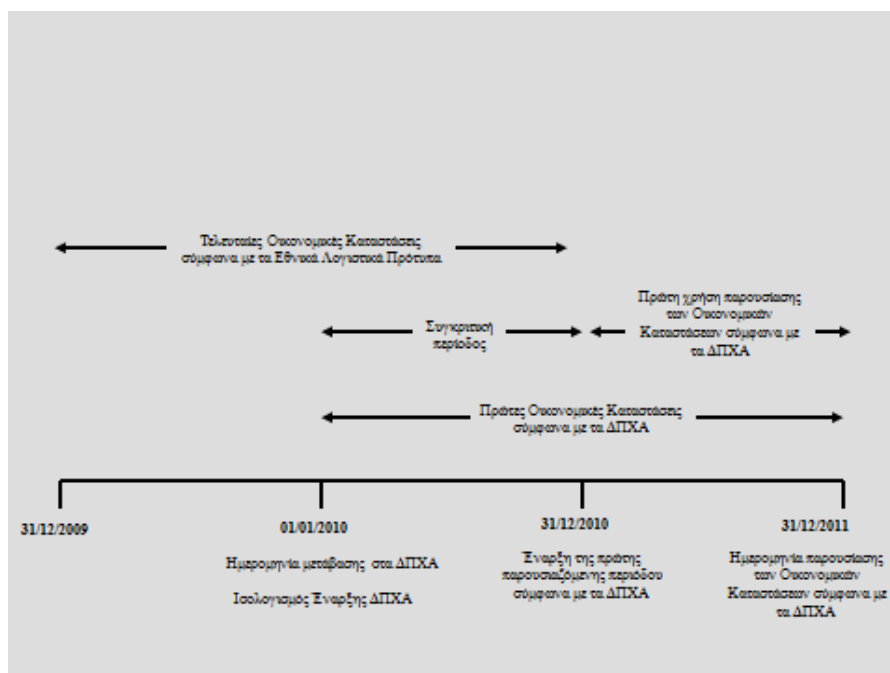 Τελευταίες Οικονομικές Καταστάσεις
σύμφωνα με τα Εθνικά Λογιστικά Πρότυπα
Πρώτη χρήση παρουσίασης
των Οικονομικών
Καταστάσεων σύμφωνα με
τα ΔΠΧΑ
Συγκριτική
περίοδος
Πρώτες Οικονομικές Καταστάσεις
σύμφωνα με τα ΔΠΧΑ
31/12/2009
01/01/2010
31/12/2010
31/12/2011
Ημερομηνία μετάβασης στα ΔΠΧΑ
Ισολογισμός Έναρξης ΔΠΧΑ
Έναρξη της πρώτης
παρουσιαζόμενης περιόδου
σύμφωνα με τα ΔΠΧΑ
Ημερομηνία παρουσίασης
των Οικονομικών
Καταστάσεων σύμφωνα με
τα ΔΠΧΑ